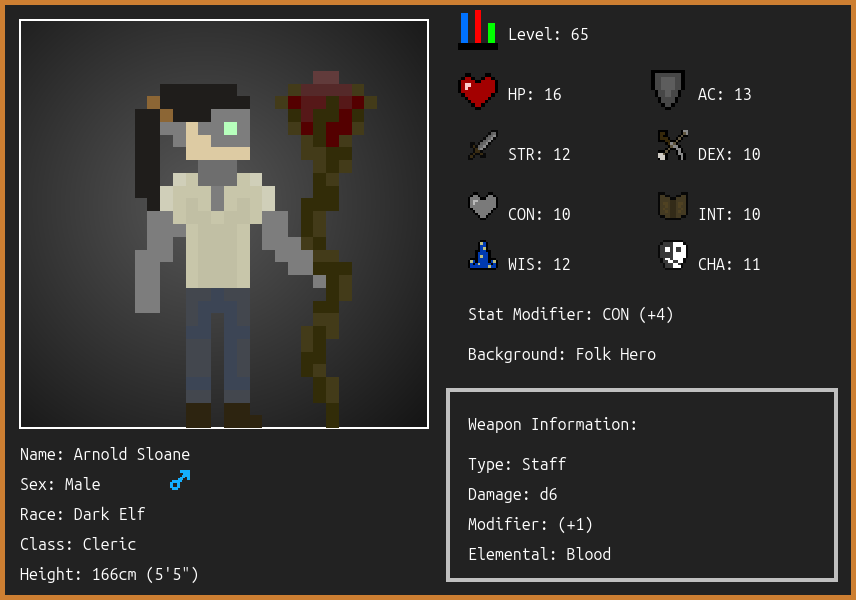 Level: 65
HP: 16
AC: 13
STR: 12
DEX: 10
CON: 10
INT: 10
WIS: 12
CHA: 11
Stat Modifier: CON (+4)
Background: Folk Hero
Weapon Information:
Type: Staff
Damage: d6
Modifier: (+1)
Elemental: Blood
Name: Arnold Sloane
Sex: Male
Race: Dark Elf
Class: Cleric
Height: 166cm (5'5")